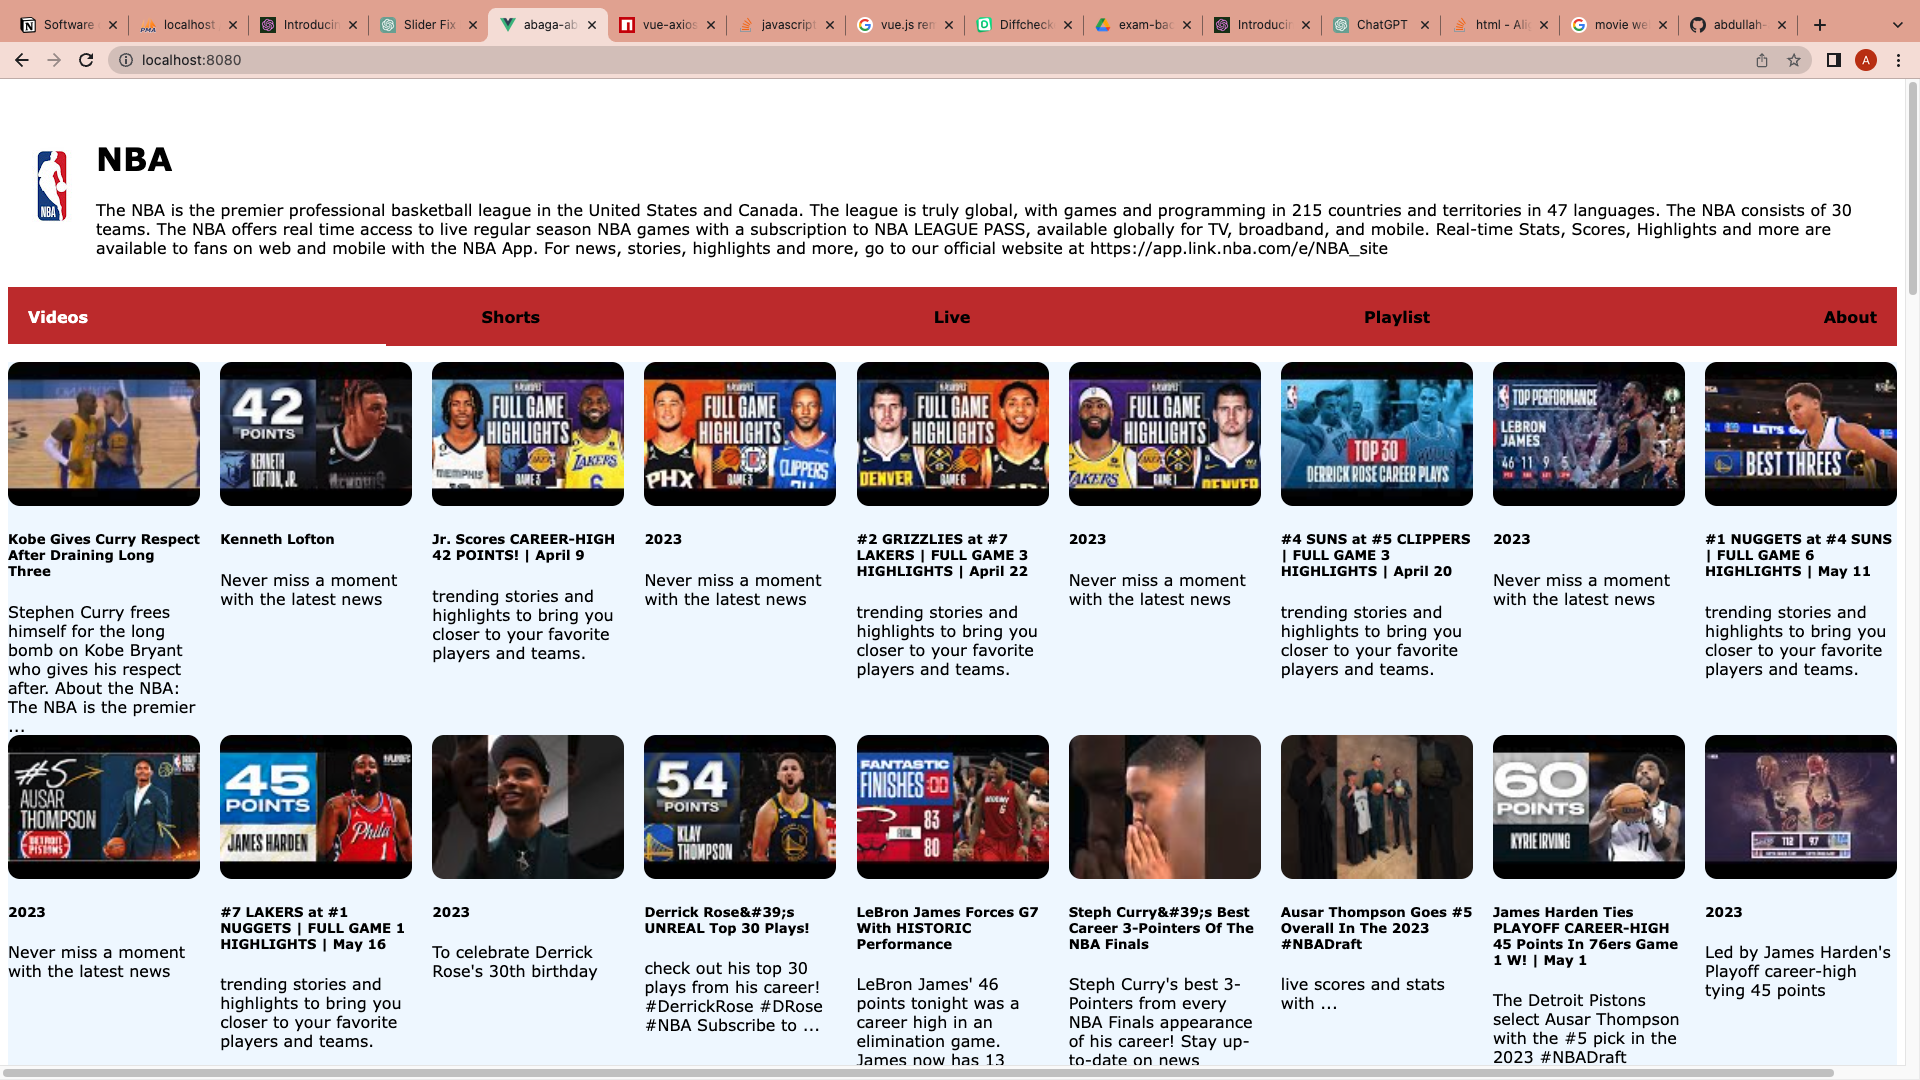 Software
localhost
Introducin
Slider Fix
abaga-ab
vue-axios
javascript
vue.js ren
Diffcheck
exam-bac
Introducin
ChatGPT
html - Ali
movie we
abdullah-
localhost:8080
A
NBA
NBA
The NBA is the premier professional basketball league in the United States and Canada. The league is truly global, with games and programming in 215 countries and territories in 47 languages. The NBA consists of 30
teams. The NBA offers real time access to live regular season NBA games with a subscription to NBA LEAGUE PASS, available globally for TV, broadband, and mobile. Real-time Stats, Scores, Highlights and more are
available to fans on web and mobile with the NBA App. For news, stories, highlights and more, go to our official website at https://app.link.nba.com/e/NBA_site
Videos
Shorts
Live
Playlist
About
42
POINTS
KENNETH
LOFTON, JR.
FULL GAME
HIGHLIGHTS
MEMPHIS
LAKERS
GAME 3
FULL GAME
HIGHLIGHTS
PHX
CLIPPERS
GAME 3
FULL GAME
HIGHLIGHTS
DENVER
GAME 6
FULL GAME
HIGHLIGHTS
LAKERS
GAME 1
DENVER
TOP 30
DERRICK ROSE CAREER PLAYS
TOP PERFORMANCE
LEBRON
JAMES
46 11 9 5
LET'S G
BEST THREES
Kobe Gives Curry Respect
After Draining Long
Three
Stephen Curry frees
himself for the long
bomb on Kobe Bryant
who gives his respect
after. About the NBA:
The NBA is the premier
...
Kenneth Lofton
Never miss a moment
with the latest news
Jr. Scores CAREER-HIGH
42 POINTS! | April 9
trending stories and
highlights to bring you
closer to your favorite
players and teams.
2023
Never miss a moment
with the latest news
#2 GRIZZLIES at #7
LAKERS | FULL GAME 3
HIGHLIGHTS | April 22
trending stories and
highlights to bring you
closer to your favorite
players and teams.
2023
Never miss a moment
with the latest news
#4 SUNS at #5 CLIPPERS
| FULL GAME 3
HIGHLIGHTS | April 20
trending stories and
highlights to bring you
closer to your favorite
players and teams.
2023
Never miss a moment
with the latest news
#1 NUGGETS at #4 SUNS
| FULL GAME 6
HIGHLIGHTS | May 11
trending stories and
highlights to bring you
closer to your favorite
players and teams.
#5
AUSAR
THOMPSON
DETROIT
PISTONS
45
POINTS
JAMES HARDEN
Phila
1
54
POINTS
KLAY
THOMPSON
FANTASTIC
FINISHES :00
83
FINAL
80
60
POINTS
KYRIE IRVING
11
112
97
2023
Never miss a moment
with the latest news
#7 LAKERS at #1
NUGGETS | FULL GAME 1
HIGHLIGHTS | May 16
trending stories and
highlights to bring you
closer to your favorite
players and teams.
2023
To celebrate Derrick
Rose's 30th birthday
Derrick Rose&#39;s
UNREAL Top 30 Plays!
check out his top 30
plays from his career!
#DerrickRose #DRose
#NBA Subscribe to ...
LeBron James Forces G7
With HISTORIC
Performance
LeBron James' 46
points tonight was a
career high in an
elimination game.
James now has 13
Steph Curry&#39;s Best
Career 3-Pointers Of The
NBA Finals
Steph Curry's best 3-
Pointers from every
NBA Finals appearance
of his career! Stay up-
to-date on news
Ausar Thompson Goes #5
Overall In The 2023
#NBADraft
live scores and stats
with ...
James Harden Ties
PLAYOFF CAREER-HIGH
45 Points In 76ers Game
1 W! | May 1
The Detroit Pistons
select Ausar Thompson
with the #5 pick in the
2023 #NBADraft
2023
Led by James Harden's
Playoff career-high
tying 45 points